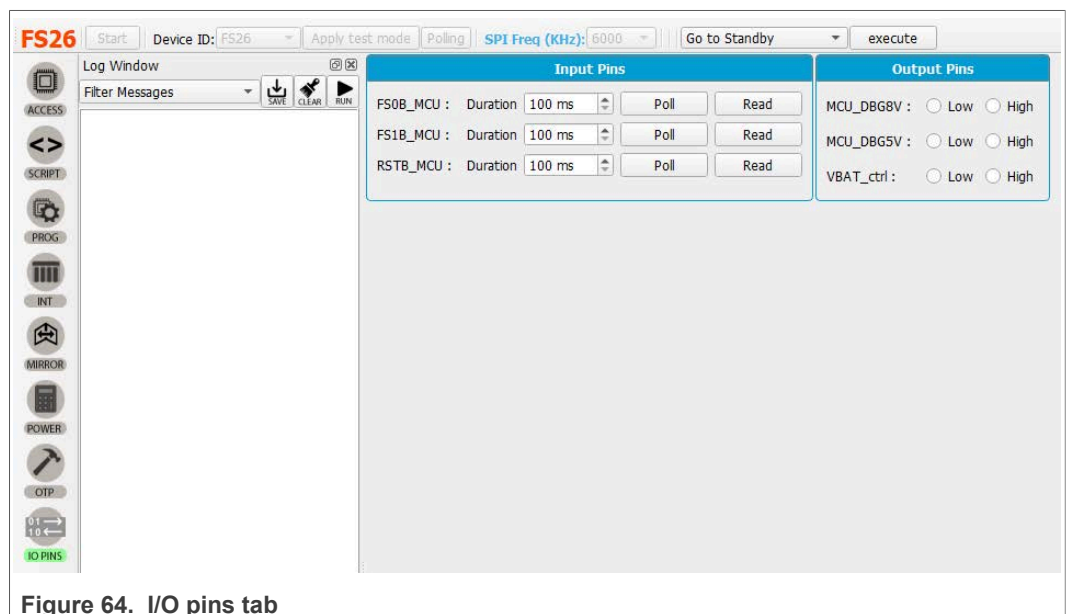 FS26 Start Device ID: FS26 Apply test mode Polling SPI Freq (KHz): 6000 Go to Standby execute
Log Window
Filter Messages SAVE CLEAR RUN
Input Pins
FS0B_MCU : Duration 100 ms Poll Read
FS1B_MCU : Duration 100 ms Poll Read
RSTB_MCU : Duration 100 ms Poll Read
Output Pins
MCU_DBG8V : Low High
MCU_DBG5V : Low High
VBAT_ctrl : Low High
ACCESS
<>
SCRIPT
PROG
INT
MIRROR
POWER
OTP
01
10
IO PINS
Figure 64. I/O pins tab